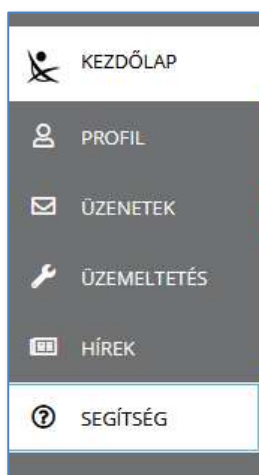 KEZDŐLAP
PROFIL
ÜZENETEK
ÜZEMELTETÉS
HÍREK
SEGÍTSÉG